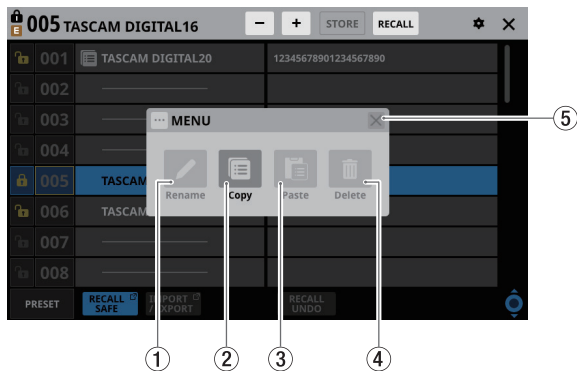 E 005 TASCAM DIGITAL16 − + STORE RECALL
001 TASCAM DIGITAL20 12345678901234567890
002
003
MENU
⑤
004
005 TASCAM
Rename Copy Paste Delete
006 TASCAM
007
008
PRESET RECALL SAFE IMPORT /EXPORT RECALL UNDO
① ② ③ ④